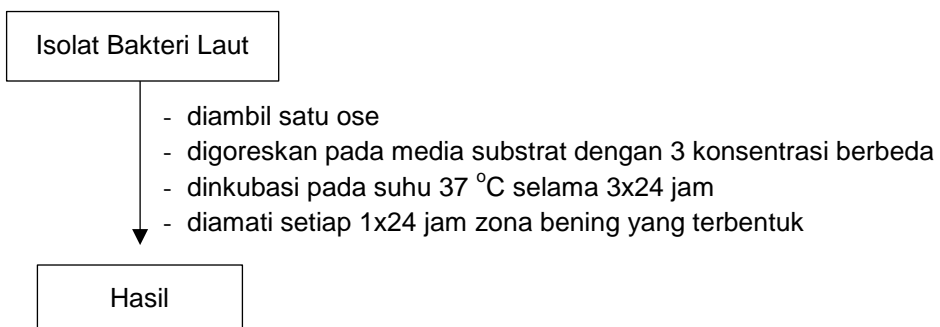 Isolat Bakteri Laut
- diambil satu ose
- digoreskan pada media substrat dengan 3 konsentrasi berbeda
- dinkubasi pada suhu 37 °C selama 3x24 jam
- diamati setiap 1x24 jam zona bening yang terbentuk
Hasil